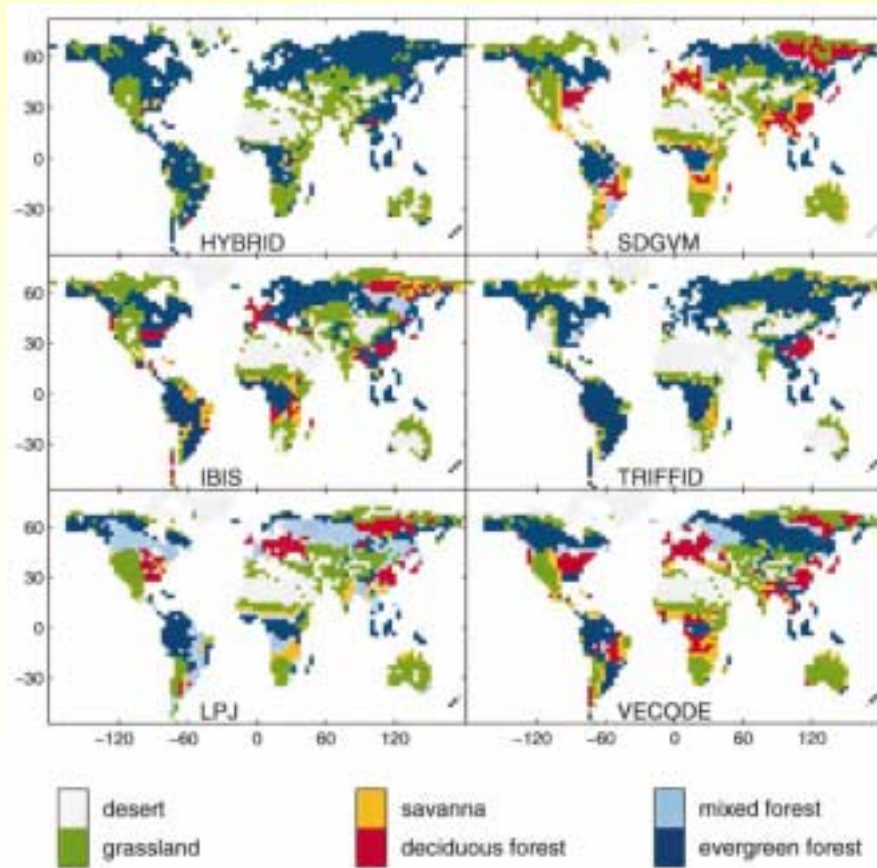 60
30
0
−30
HYBRID
SDGVM
60
30
0
−30
IBIS
TRIFFID
60
30
0
−30
LPJ
VECODE
−120 −60 0 60 120
−120 −60 0 60 120
desert
savanna
mixed forest
grassland
deciduous forest
evergreen forest